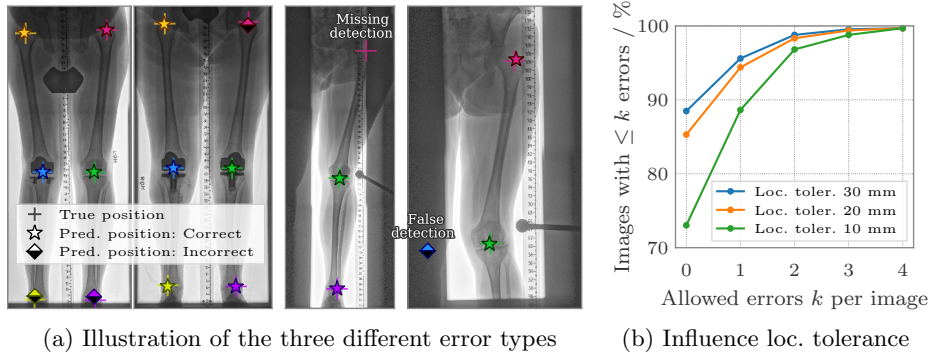 Missing
detection
False
detection
True position
Pred. position: Correct
Pred. position: Incorrect
(a) Illustration of the three different error types
Images with ≤ k errors / %
100
90
80
70
Loc. toler. 30 mm
Loc. toler. 20 mm
Loc. toler. 10 mm
0 1 2 3 4
Allowed errors k per image
(b) Influence loc. tolerance